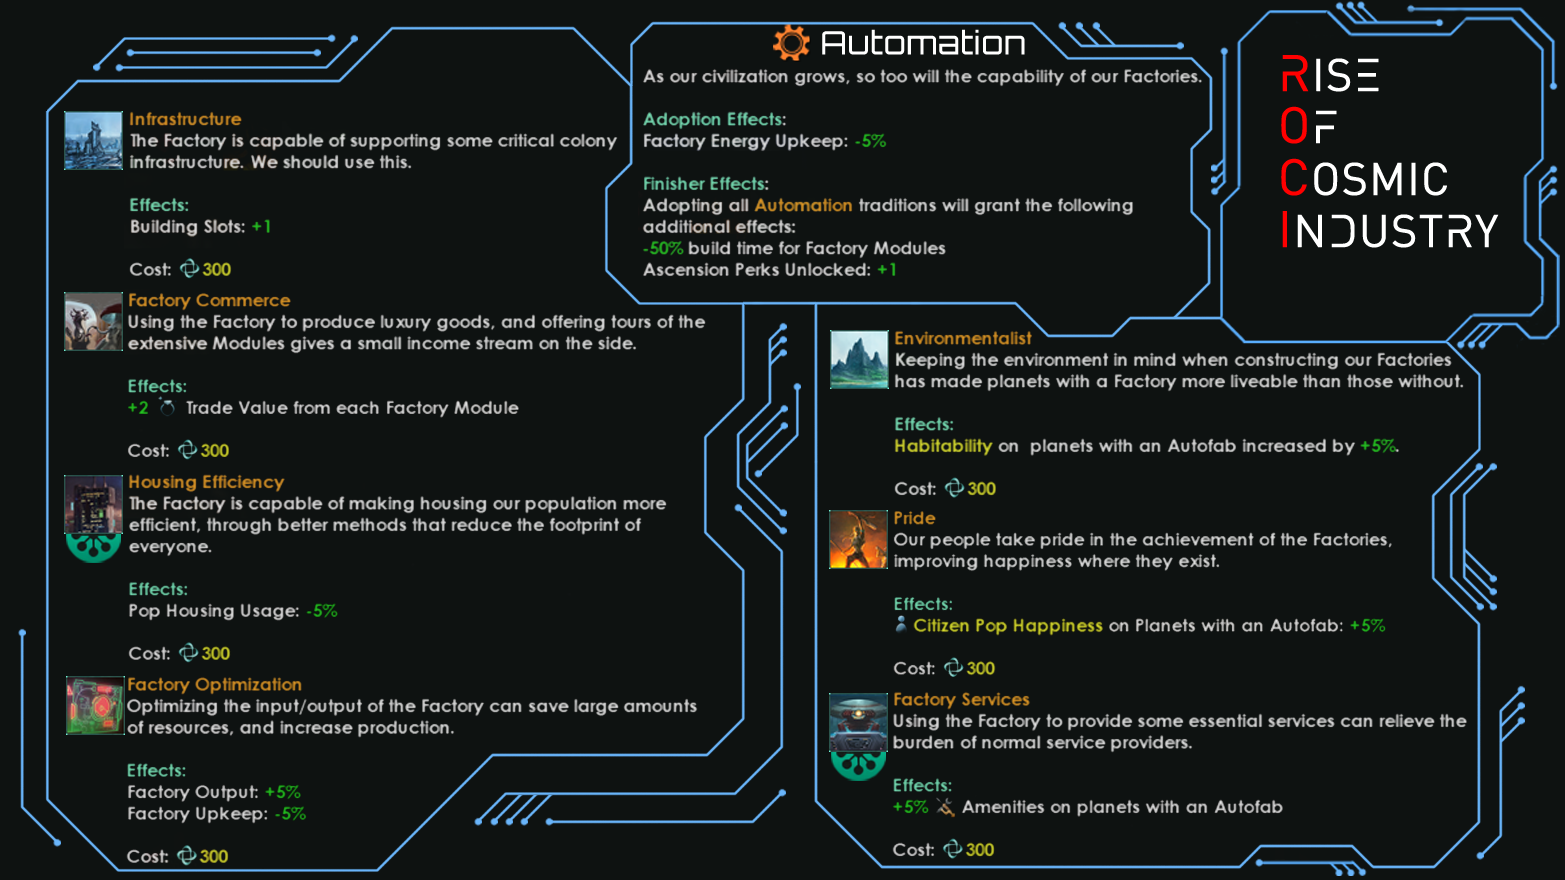 Automation
As our civilization grows, so too will the capability of our Factories.
Adoption Effects:
Factory Energy Upkeep: -5%
Finisher Effects:
Adopting all Automation traditions will grant the following
additional effects:
-50% build time for Factory Modules
Ascension Perks Unlocked: +1
RISE
OF
COSMIC
INDUSTRY
Infrastructure
The Factory is capable of supporting some critical colony
infrastructure. We should use this.
Effects:
Building Slots: +1
Cost: 300
Factory Commerce
Using the Factory to produce luxury goods, and offering tours of the
extensive Modules gives a small income stream on the side.
Effects:
+2 Trade Value from each Factory Module
Cost: 300
Housing Efficiency
The Factory is capable of making housing our population more
efficient, through better methods that reduce the footprint of
everyone.
Effects:
Pop Housing Usage: -5%
Cost: 300
Factory Optimization
Optimizing the input/output of the Factory can save large amounts
of resources, and increase production.
Effects:
Factory Output: +5%
Factory Upkeep: -5%
Cost: 300
Environmentalist
Keeping the environment in mind when constructing our Factories
has made planets with a Factory more liveable than those without.
Effects:
Habitability on planets with an Autofab increased by +5%.
Cost: 300
Pride
Our people take pride in the achievement of the Factories,
improving happiness where they exist.
Effects:
Citizen Pop Happiness on Planets with an Autofab: +5%
Cost: 300
Factory Services
Using the Factory to provide some essential services can relieve the
burden of normal service providers.
Effects:
+5% Amenities on planets with an Autofab
Cost: 300